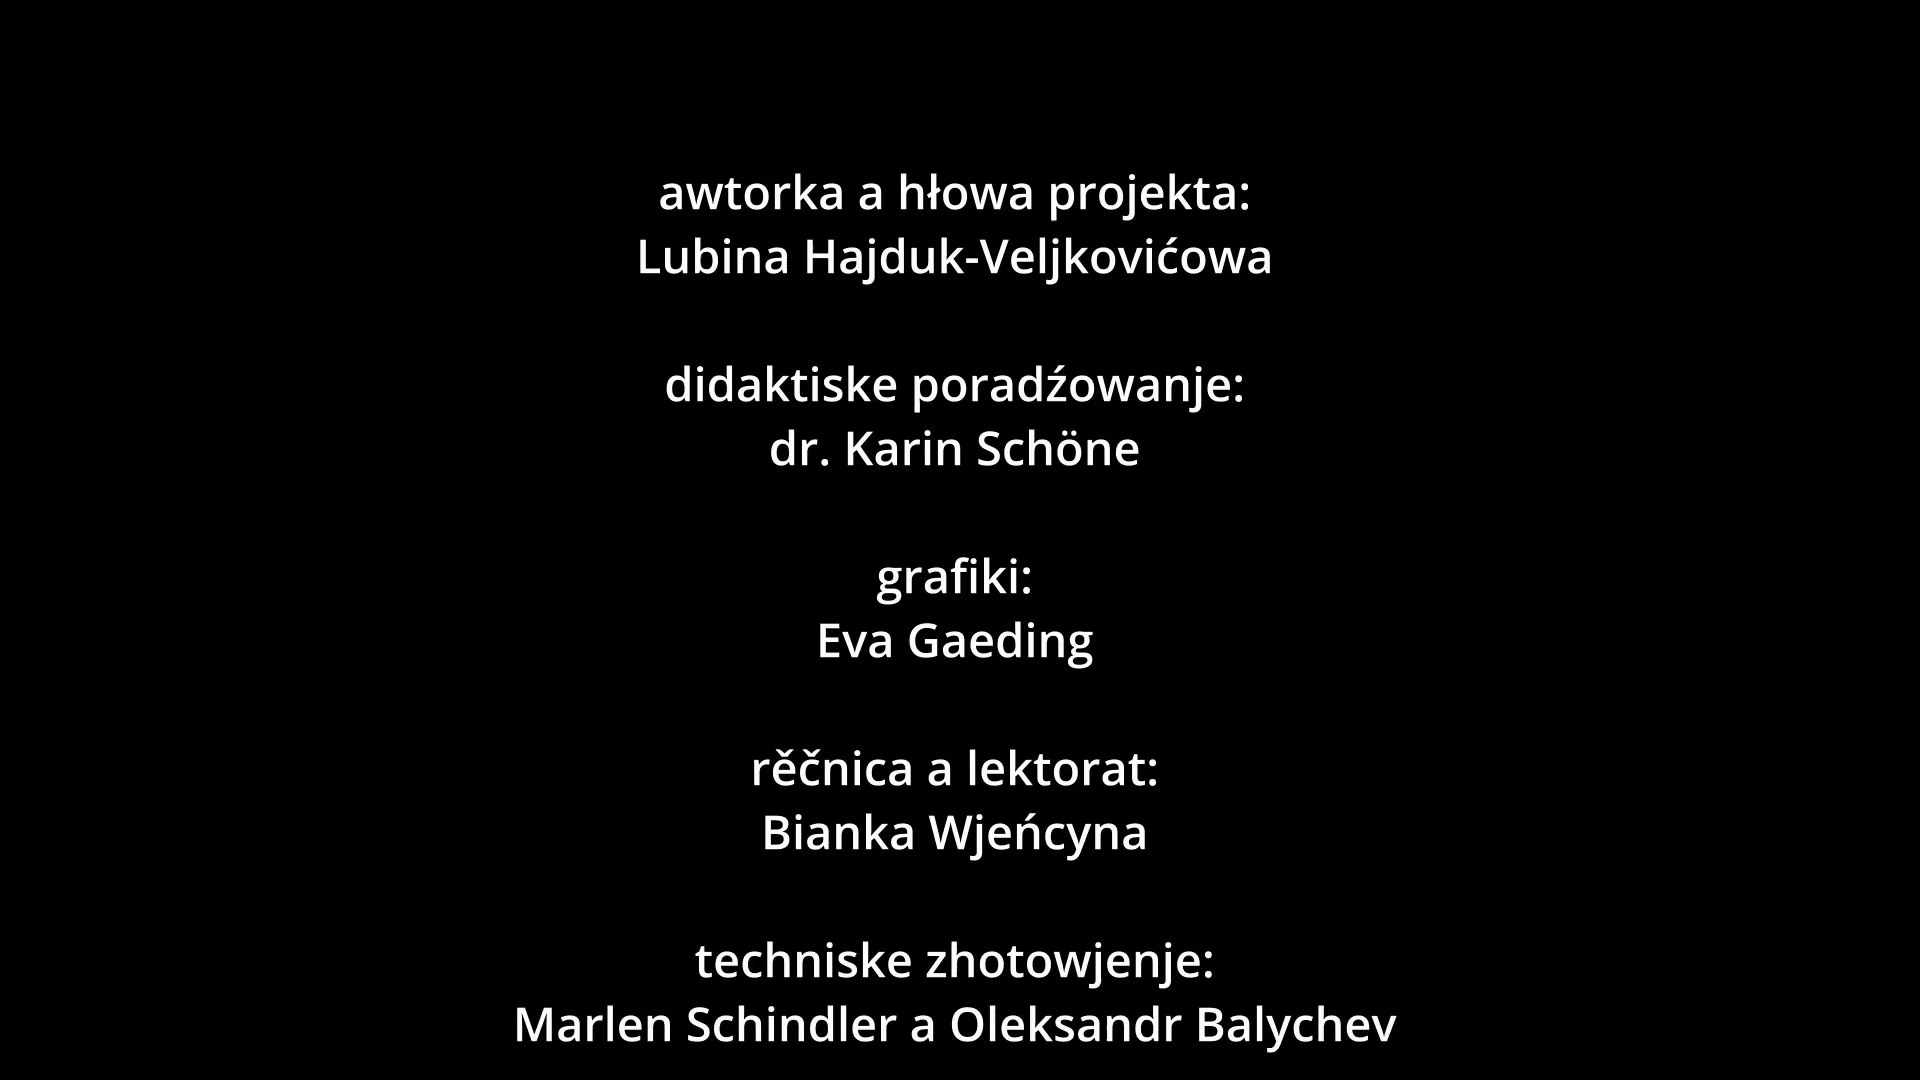 awtorka a hłowa projekta:
Lubina Hajduk-Veljkovićowa
didaktiske poradźowanje:
dr. Karin Schöne
grafiki:
Eva Gaeding
rěčnica a lektorat:
Bianka Wjeńcyna
techniske zhotowjenje:
Marlen Schindler a Oleksandr Balychev